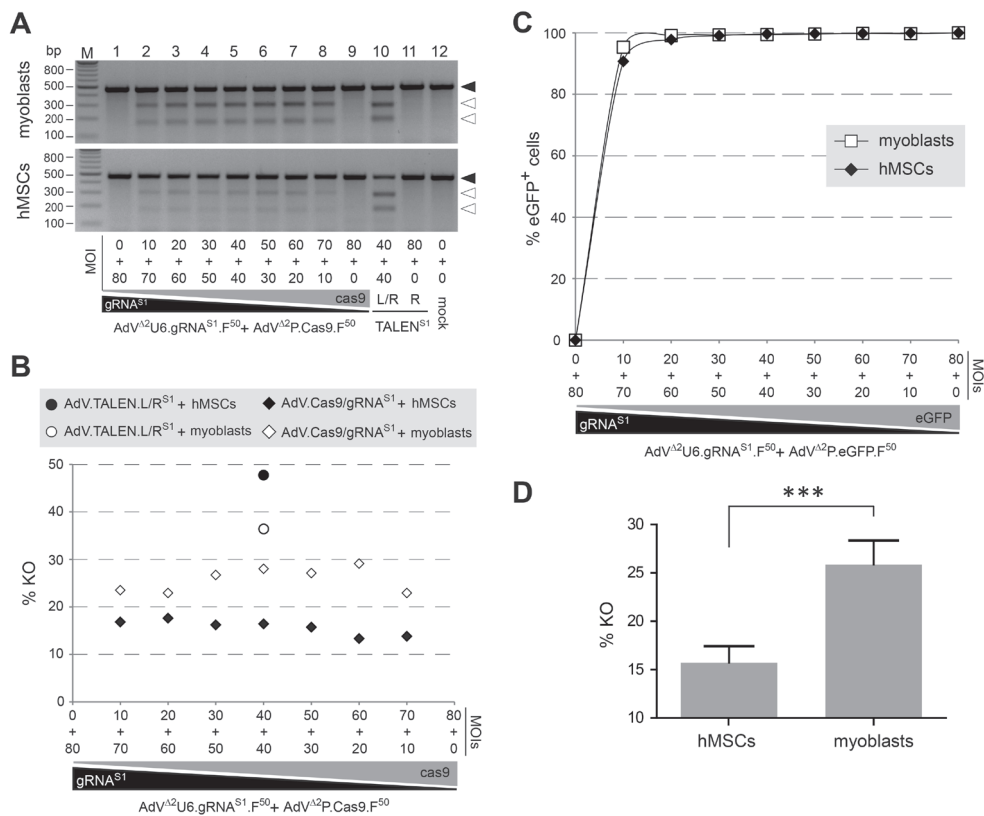 A
bp M 1 2 3 4 5 6 7 8 9 10 11 12
myoblasts
800
500
300
200
100
hMSCs
800
500
300
200
100
MOI
0 10 20 30 40 50 60 70 80 40 80 0
+ + + + + + + + + + + +
80 70 60 50 40 30 20 10 0 40 0 0
gRNA^S1 cas9 L/R R mock
AdV^Δ2U6.gRNA^S1.F^50+ AdV^Δ2P.Cas9.F^50 TALEN^S1
B
AdV.TALEN.L/R^S1 + hMSCs AdV.Cas9/gRNA^S1 + hMSCs
AdV.TALEN.L/R^S1 + myoblasts AdV.Cas9/gRNA^S1 + myoblasts
% KO
50
40
30
20
10
0
0 10 20 30 40 50 60 70 80
+ + + + + + + + +
80 70 60 50 40 30 20 10 0
MOIs
gRNA^S1 cas9
AdV^Δ2U6.gRNA^S1.F^50+ AdV^Δ2P.Cas9.F^50
C
% eGFP^+ cells
100
80
60
40
20
0
myoblasts
hMSCs
0 10 20 30 40 50 60 70 80
+ + + + + + + + +
80 70 60 50 40 30 20 10 0
MOIs
gRNA^S1 eGFP
AdV^Δ2U6.gRNA^S1.F^50+ AdV^Δ2P.eGFP.F^50
D
***
% KO
30
25
20
15
10
hMSCs myoblasts